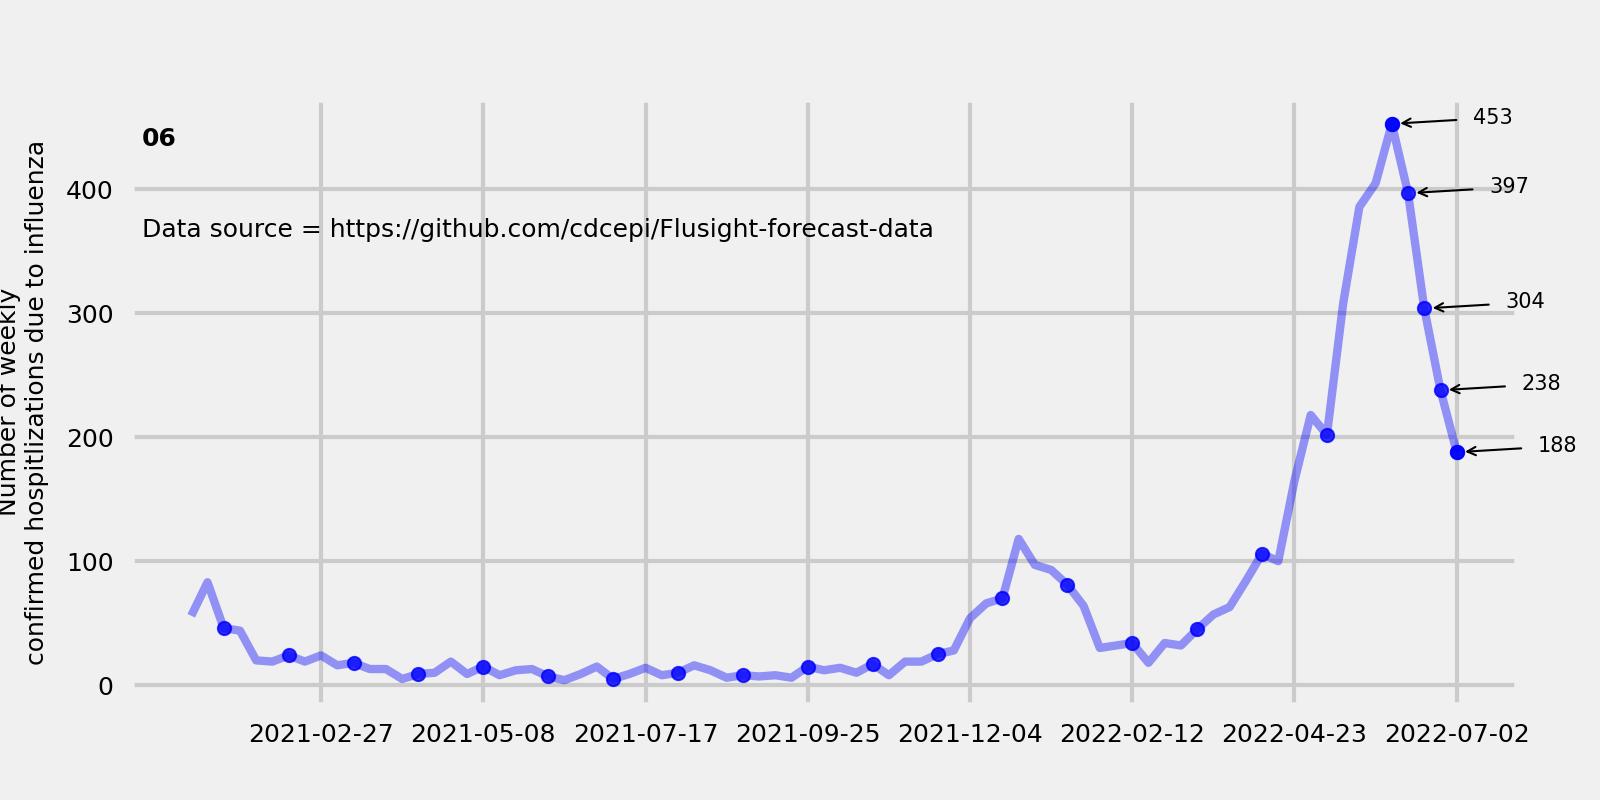 06
Data source = https://github.com/cdcepi/Flusight-forecast-data
Number of weekly
confirmed hospitlizations due to influenza
400
300
200
100
0
453
397
304
238
188
2021-02-27 2021-05-08 2021-07-17 2021-09-25 2021-12-04 2022-02-12 2022-04-23 2022-07-02